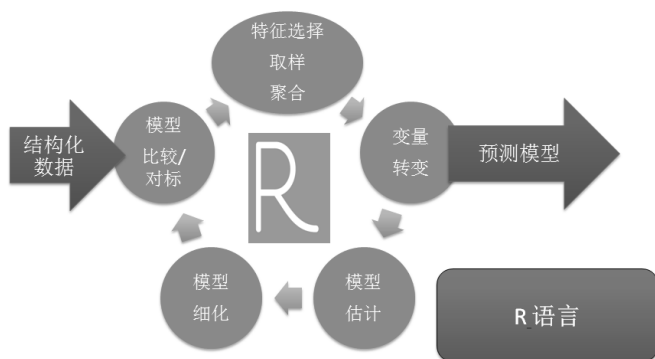 特征选择
取样
聚合
结构化
数据
模型
比较/
对标
R
变量
转变
预测模型
模型
细化
模型
估计
R 语言